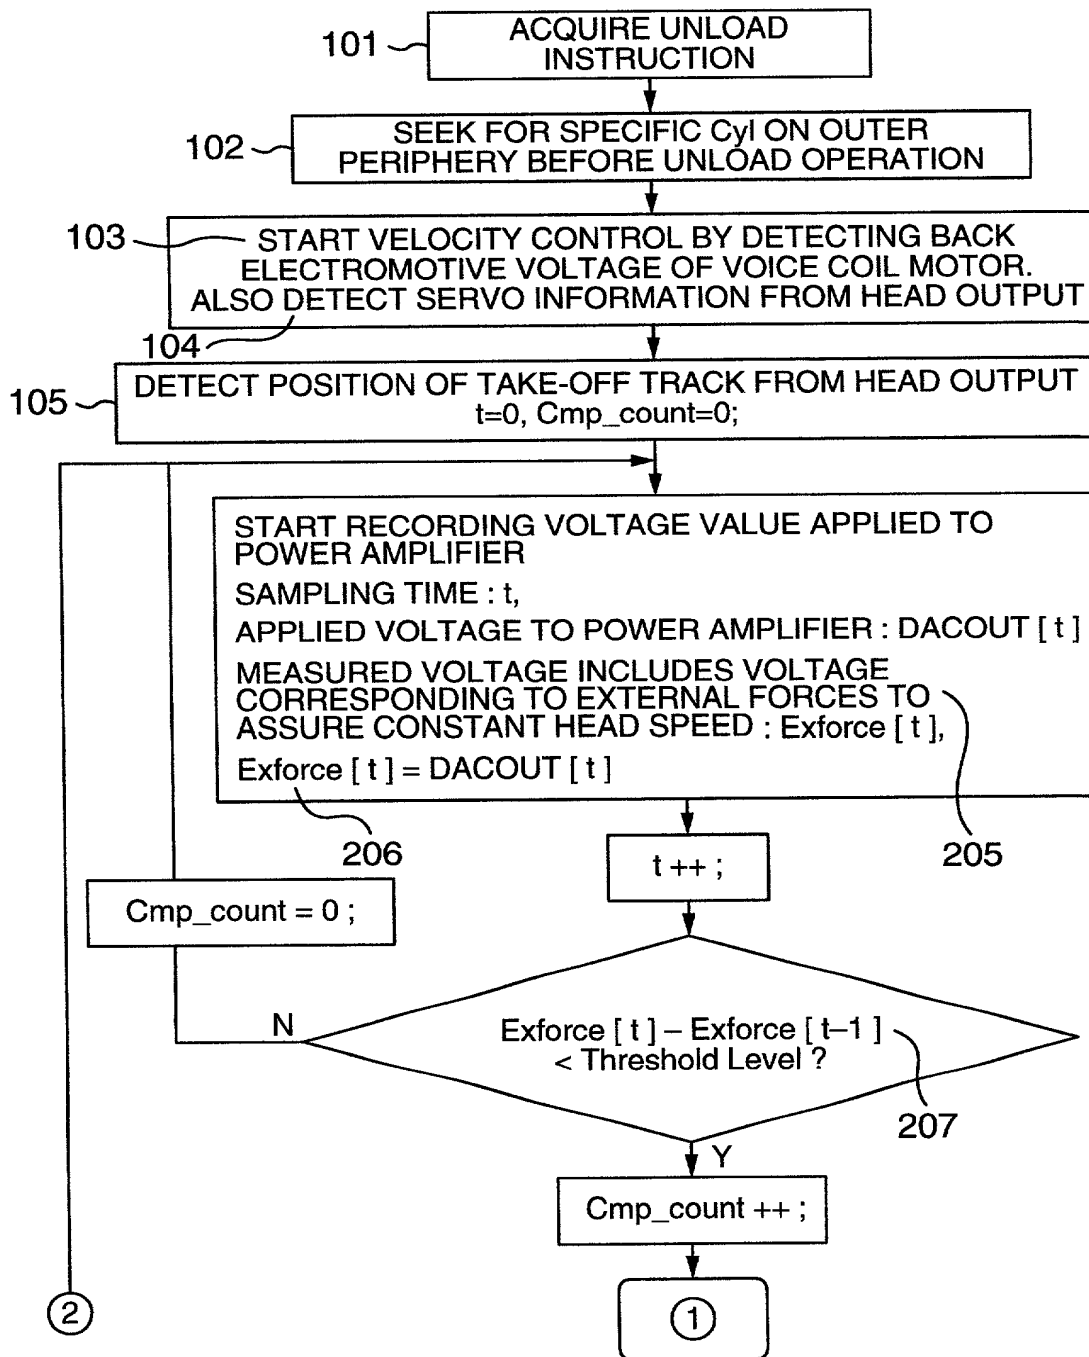 101
ACQUIRE UNLOAD
INSTRUCTION
102
SEEK FOR SPECIFIC Cyl ON OUTER
PERIPHERY BEFORE UNLOAD OPERATION
103
START VELOCITY CONTROL BY DETECTING BACK
ELECTROMOTIVE VOLTAGE OF VOICE COIL MOTOR.
ALSO DETECT SERVO INFORMATION FROM HEAD OUTPUT
104
105
DETECT POSITION OF TAKE-OFF TRACK FROM HEAD OUTPUT
t=0, Cmp_count=0;
START RECORDING VOLTAGE VALUE APPLIED TO
POWER AMPLIFIER
SAMPLING TIME : t,
APPLIED VOLTAGE TO POWER AMPLIFIER : DACOUT [ t ]
MEASURED VOLTAGE INCLUDES VOLTAGE
CORRESPONDING TO EXTERNAL FORCES TO
ASSURE CONSTANT HEAD SPEED : Exforce [ t ],
Exforce [ t ] = DACOUT [ t ]
206
205
t ++ ;
Cmp_count = 0 ;
N
Exforce [ t ] – Exforce [ t–1 ]
< Threshold Level ?
207
Y
Cmp_count ++ ;
2
1